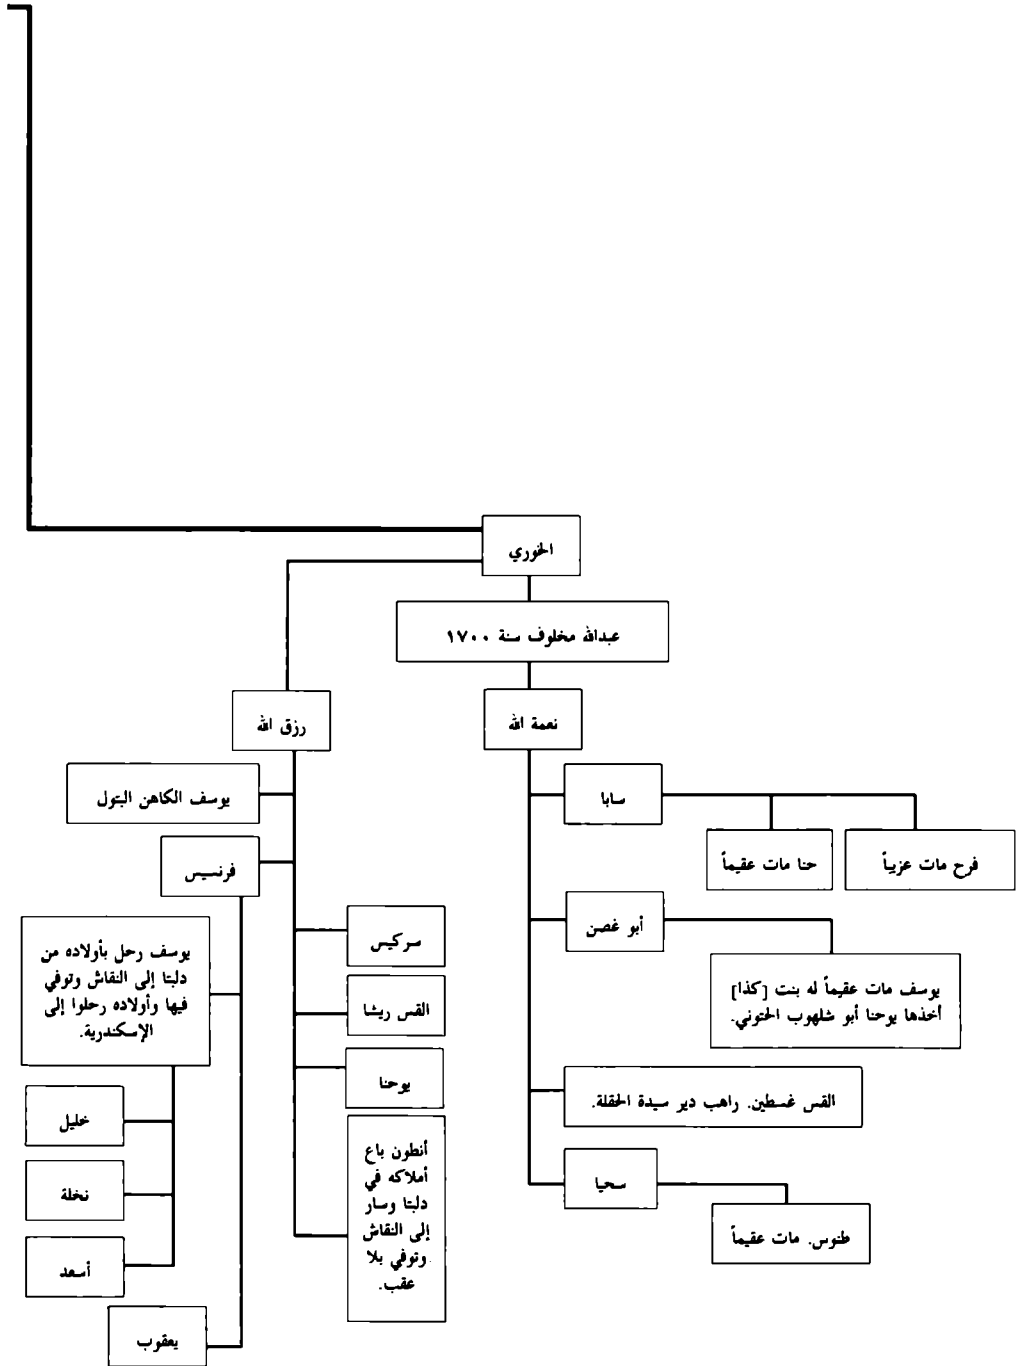 الخوري
عبدالله مخلوف سنة ١٧٠٠
نعمة الله
رزق الله
سابا
فرح مات عزيباً
حنا مات عقيماً
أبو غصن
يوسف مات عقيماً له بنت [كذا]
أخذها يوحنا أبو شلهوب الحتوني.
القس غسطين. راهب دير سيدة الحقلة.
سحيا
طنوس. مات عقيماً
يوسف الكاهن البتول
فرنسيس
سركيس
القس ريشا
يوحنا
أنطون باع
أملاكه في
دلبتا وسار
إلى النقاش
وتوفي بلا
عقب.
يوسف رحل بأولاده من
دلبتا إلى النقاش وتوفي
فيها وأولاده رحلوا إلى
الإسكندرية.
خليل
نخلة
أسعد
يعقوب